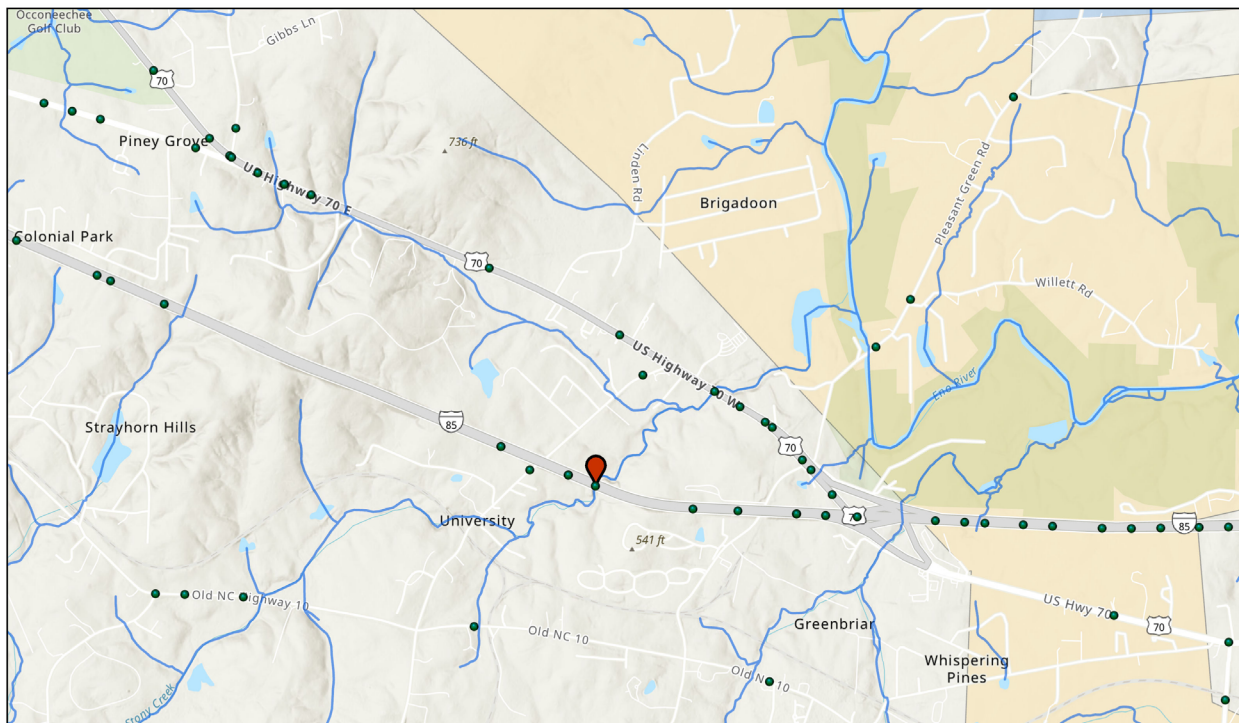 Occoneechee
Golf Club
Gibbs Ln
70
Piney Grove
736 ft
US Highway 70 E
Linden Rd
Brigadoon
Pleasant Green Rd
Colonial Park
70
Willett Rd
US Highway 70 W
Eno River
Strayhorn Hills
85
70
University
70
85
541 ft
Old NC Highway 10
US Hwy 70
70
Old NC 10
Greenbriar
Whispering
Pines
Old NC 10
Stony Creek